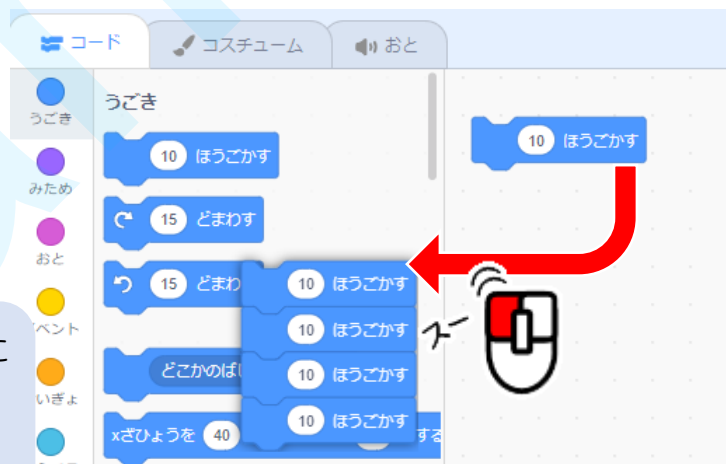 コード
コスチューム
おと
うごき
うごき
10 ほうごかす
10 ほうごかす
みため
15 どまわす
おと
15 どまわ
10 ほうごかす
10 ほうごかす
スー
ベント
に
10 ほうごかす
どこかのばし
いぎょ
10 ほうごかす
xざひょうを 40
する